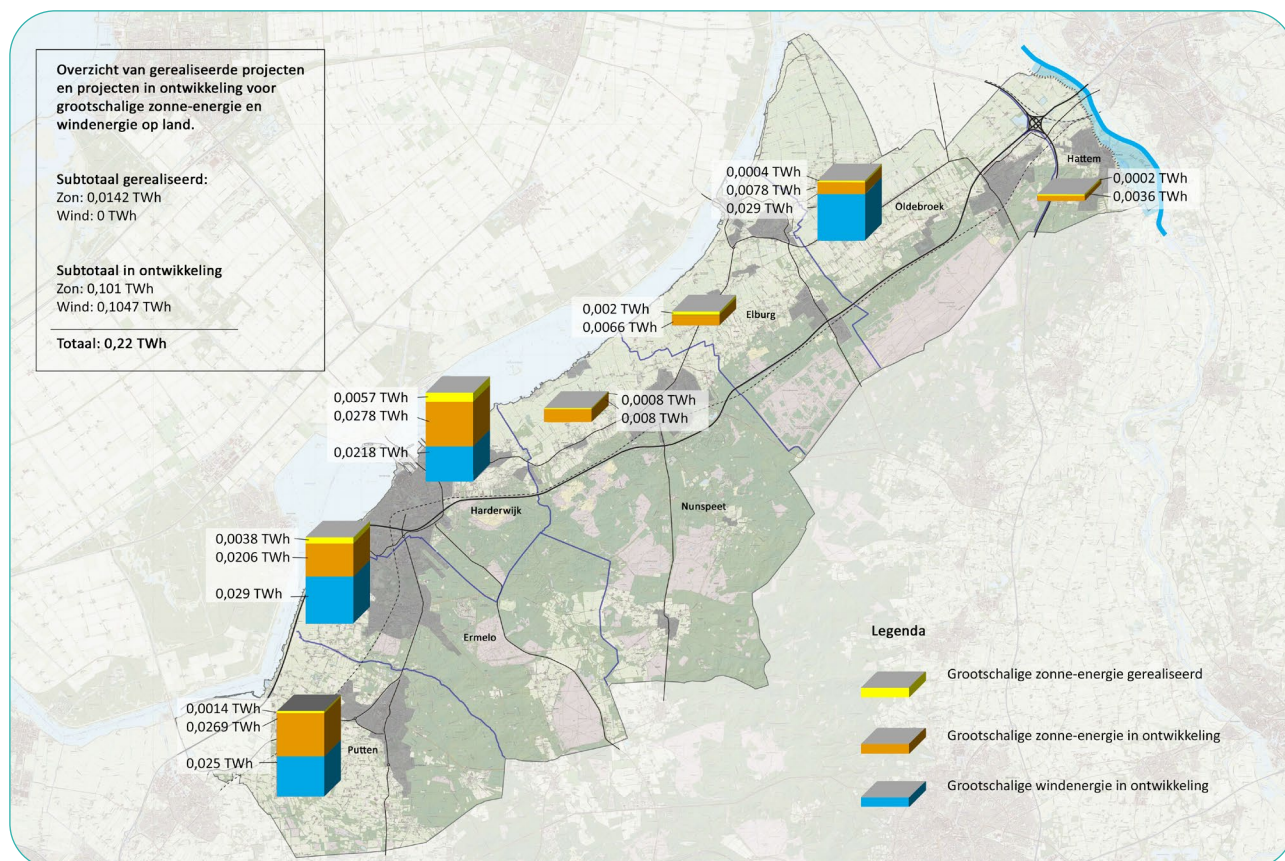 Overzicht van gerealiseerde projecten
en projecten in ontwikkeling voor
grootschalige zonne-energie en
windenergie op land.
Subtotaal gerealiseerd:
Zon: 0,0142 TWh
Wind: 0 TWh
Subtotaal in ontwikkeling
Zon: 0,101 TWh
Wind: 0,1047 TWh
Totaal: 0,22 TWh
Hattem
0,0002 TWh
0,0036 TWh
0,0004 TWh
0,0078 TWh
0,029 TWh
Oldebroek
0,002 TWh
0,0066 TWh
Elburg
0,0057 TWh
0,0278 TWh
0,0218 TWh
0,0008 TWh
0,008 TWh
Harderwijk
Nunspeet
0,0038 TWh
0,0206 TWh
0,029 TWh
Ermelo
0,0014 TWh
0,0269 TWh
0,025 TWh
Putten
Legenda
Grootschalige zonne-energie gerealiseerd
Grootschalige zonne-energie in ontwikkeling
Grootschalige windenergie in ontwikkeling